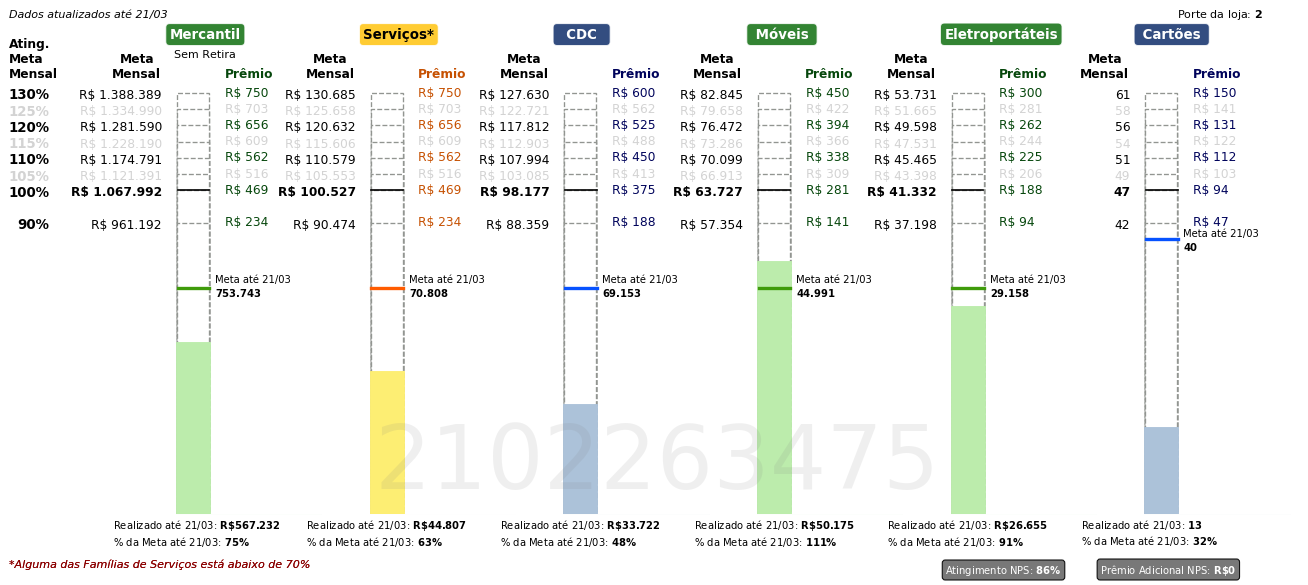 Dados atualizados até 21/03 Porte da loja: 2
Mercantil Serviços* CDC Móveis Eletroportáteis Cartões
Sem Retira
Ating. Meta Mensal Meta Mensal Prêmio Meta Mensal Prêmio Meta Mensal Prêmio Meta Mensal Prêmio Meta Mensal Prêmio Meta Mensal Prêmio
130% R$ 1.388.389 R$ 750 R$ 130.685 R$ 750 R$ 127.630 R$ 600 R$ 82.845 R$ 450 R$ 53.731 R$ 300 61 R$ 150
125% R$ 1.334.990 R$ 703 R$ 125.658 R$ 703 R$ 122.721 R$ 562 R$ 79.658 R$ 422 R$ 51.665 R$ 281 58 R$ 141
120% R$ 1.281.590 R$ 656 R$ 120.632 R$ 656 R$ 117.812 R$ 525 R$ 76.472 R$ 394 R$ 49.598 R$ 262 56 R$ 131
115% R$ 1.228.190 R$ 609 R$ 115.606 R$ 609 R$ 112.903 R$ 488 R$ 73.286 R$ 366 R$ 47.531 R$ 244 54 R$ 122
110% R$ 1.174.791 R$ 562 R$ 110.579 R$ 562 R$ 107.994 R$ 450 R$ 70.099 R$ 338 R$ 45.465 R$ 225 51 R$ 112
105% R$ 1.121.391 R$ 516 R$ 105.553 R$ 516 R$ 103.085 R$ 413 R$ 66.913 R$ 309 R$ 43.398 R$ 206 49 R$ 103
100% R$ 1.067.992 R$ 469 R$ 100.527 R$ 469 R$ 98.177 R$ 375 R$ 63.727 R$ 281 R$ 41.332 R$ 188 47 R$ 94
90% R$ 961.192 R$ 234 R$ 90.474 R$ 234 R$ 88.359 R$ 188 R$ 57.354 R$ 141 R$ 37.198 R$ 94 42 R$ 47
Meta até 21/03
40
Meta até 21/03 Meta até 21/03 Meta até 21/03 Meta até 21/03 Meta até 21/03
753.743 70.808 69.153 44.991 29.158
2102263475
Realizado até 21/03: R$567.232 Realizado até 21/03: R$44.807 Realizado até 21/03: R$33.722 Realizado até 21/03: R$50.175 Realizado até 21/03: R$26.655 Realizado até 21/03: 13
% da Meta até 21/03: 75% % da Meta até 21/03: 63% % da Meta até 21/03: 48% % da Meta até 21/03: 111% % da Meta até 21/03: 91% % da Meta até 21/03: 32%
*Alguma das Famílias de Serviços está abaixo de 70% Atingimento NPS: 86% Prêmio Adicional NPS: R$0